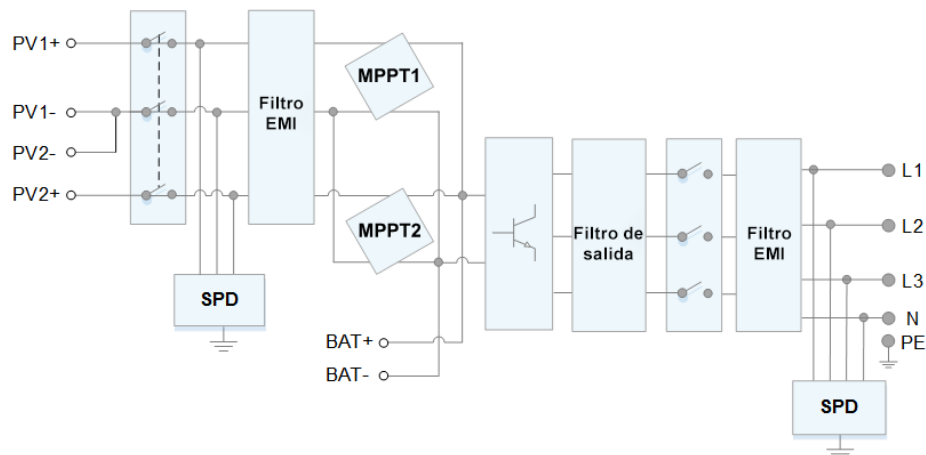 PV1+
PV1-
PV2-
PV2+
Filtro
EMI
MPPT1
MPPT2
SPD
BAT+
BAT-
Filtro de
salida
Filtro
EMI
L1
L2
L3
N
PE
SPD